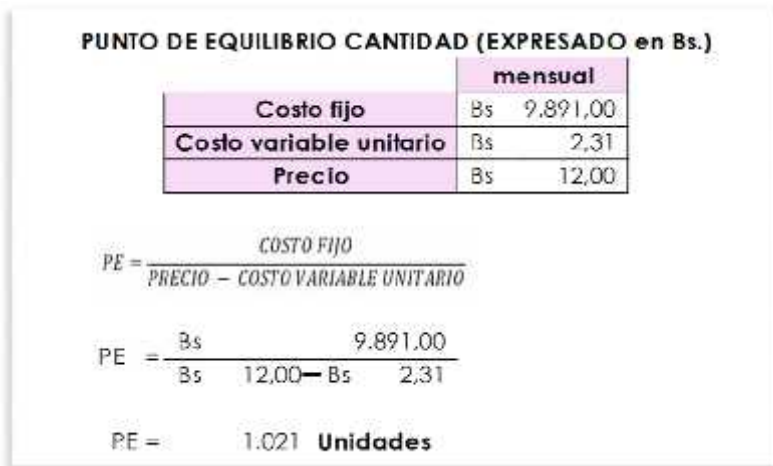 PUNTO DE EQUILIBRIO CANTIDAD (EXPRESADO en Bs.)
mensual
Costo fijo Bs 9.891,00
Costo variable unitario Bs 2,31
Precio Bs 12,00
PE = COSTO FIJO
PRECIO − COSTO VARIABLE UNITARIO
PE = Bs 9.891,00
Bs 12,00 − Bs 2,31
PE = 1.021 Unidades